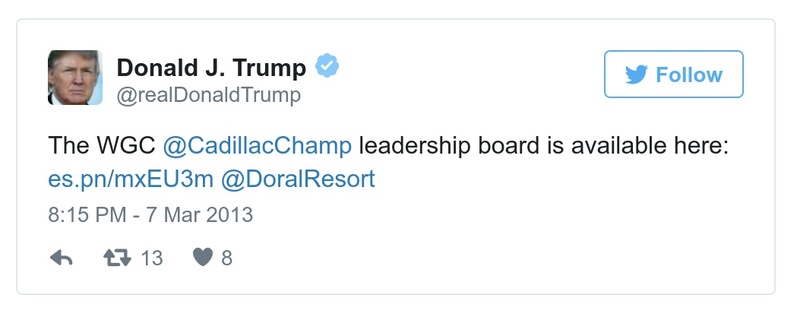 Donald J. Trump
@realDonaldTrump
Follow
The WGC @CadillacChamp leadership board is available here:
es.pn/mxEU3m @DoralResort
8:15 PM - 7 Mar 2013
13 8